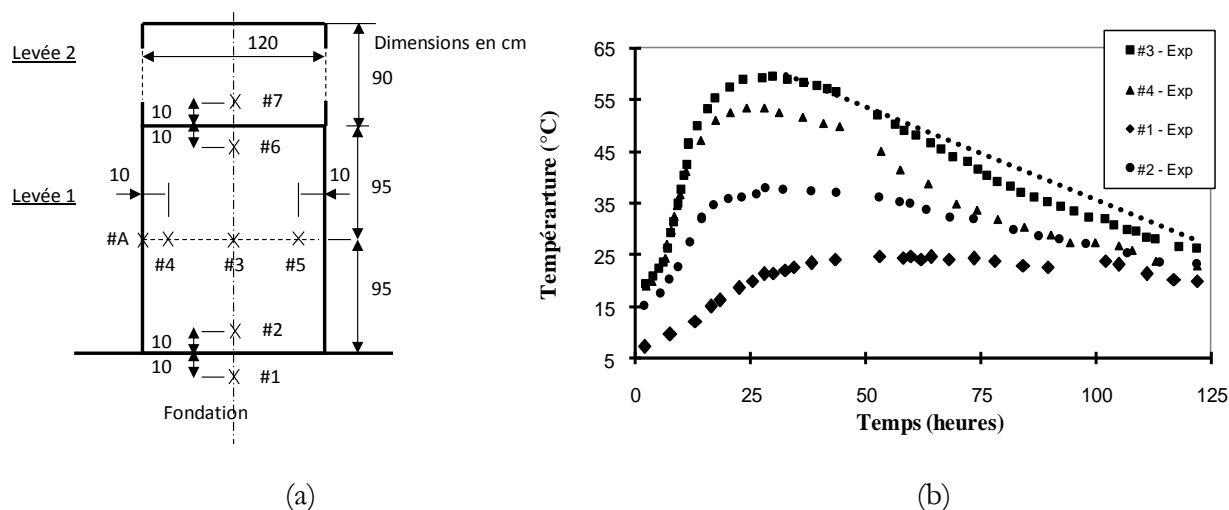 Levée 2
Dimensions en cm
120
90
10
#7
10
#6
Levée 1
10
10
95
#A
#4
#3
#5
95
10
#2
10
#1
Fondation
(a)
65
55
45
35
25
15
5
Tempérarture (°C)
0
25
50
75
100
125
Temps (heures)
#3 - Exp
#4 - Exp
#1 - Exp
#2 - Exp
(b)